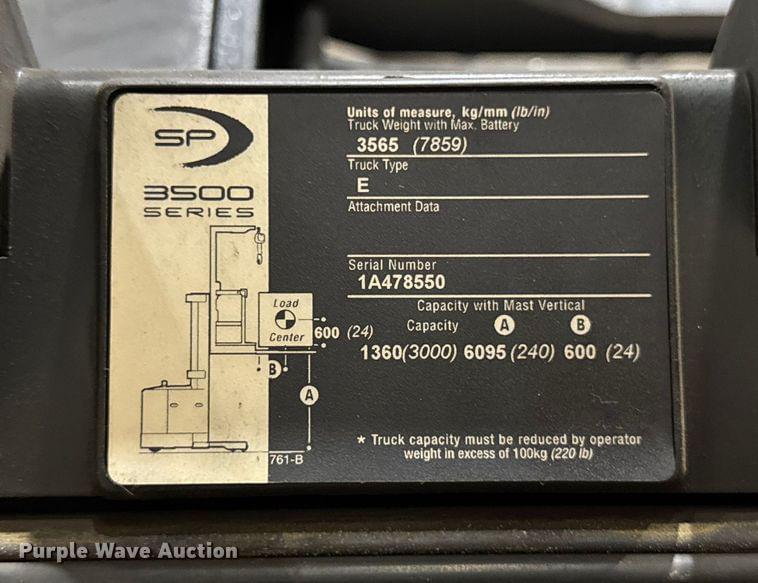 SP
3500
SERIES
Load
Center
600 (24)
B
A
761-B
Units of measure, kg/mm (lb/in)
Truck Weight with Max. Battery
3565 (7859)
Truck Type
E
Attachment Data
Serial Number
1A478550
Capacity with Mast Vertical
Capacity A B
1360(3000) 6095 (240) 600 (24)
* Truck capacity must be reduced by operator
weight in excess of 100kg (220 lb)
Purple Wave Auction